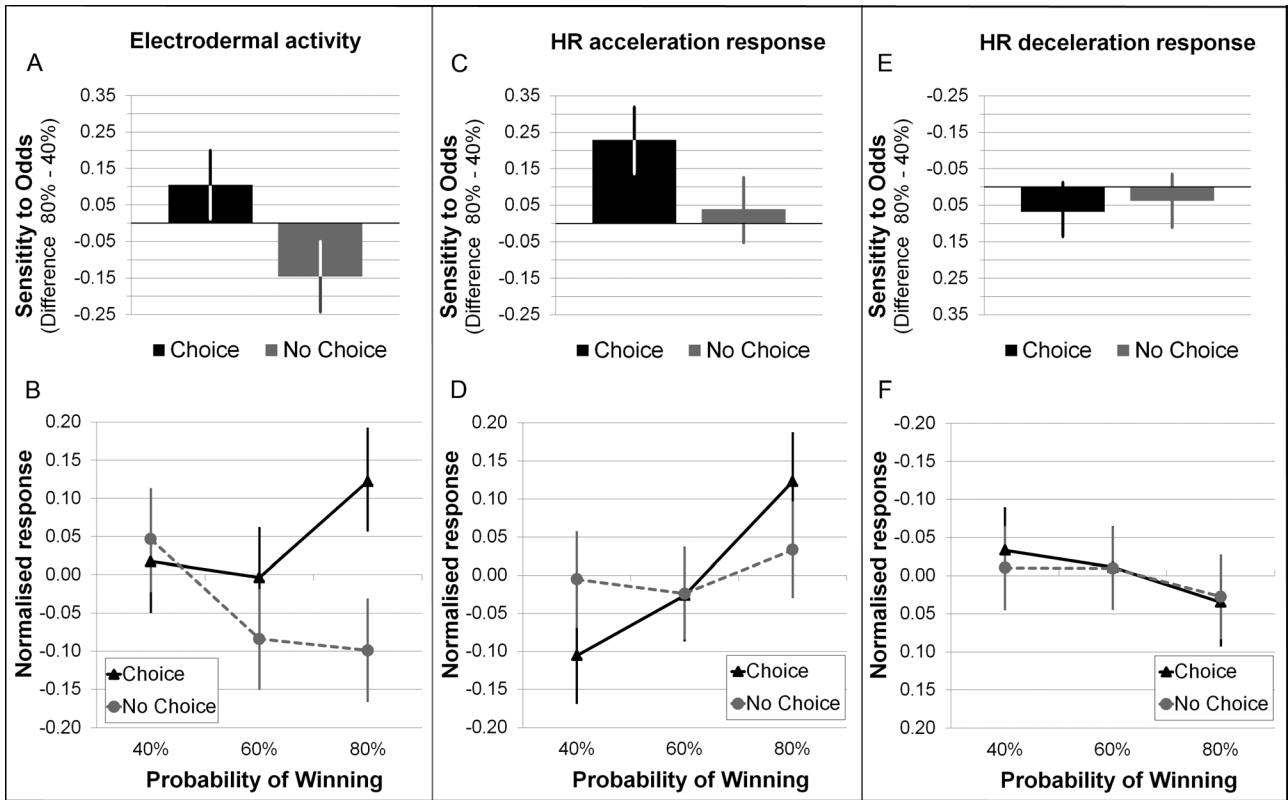 Electrodermal activity
A
Sensitity to Odds
(Difference 80% - 40%)
0.35
0.25
0.15
0.05
-0.05
-0.15
-0.25
Choice
No Choice
B
Normalised response
0.20
0.15
0.10
0.05
0.00
-0.05
-0.10
-0.15
-0.20
Choice
No Choice
40%
60%
80%
Probability of Winning
HR acceleration response
C
Sensitity to Odds
(Difference 80% - 40%)
0.35
0.25
0.15
0.05
-0.05
-0.15
-0.25
Choice
No Choice
D
Normalised response
0.20
0.15
0.10
0.05
0.00
-0.05
-0.10
-0.15
-0.20
Choice
No Choice
40%
60%
80%
Probability of Winning
HR deceleration response
E
Sensitity to Odds
(Difference 80% - 40%)
-0.25
-0.15
-0.05
0.05
0.15
0.25
0.35
Choice
No Choice
F
Normalised response
-0.20
-0.15
-0.10
-0.05
0.00
0.05
0.10
0.15
0.20
Choice
No Choice
40%
60%
80%
Probability of Winning